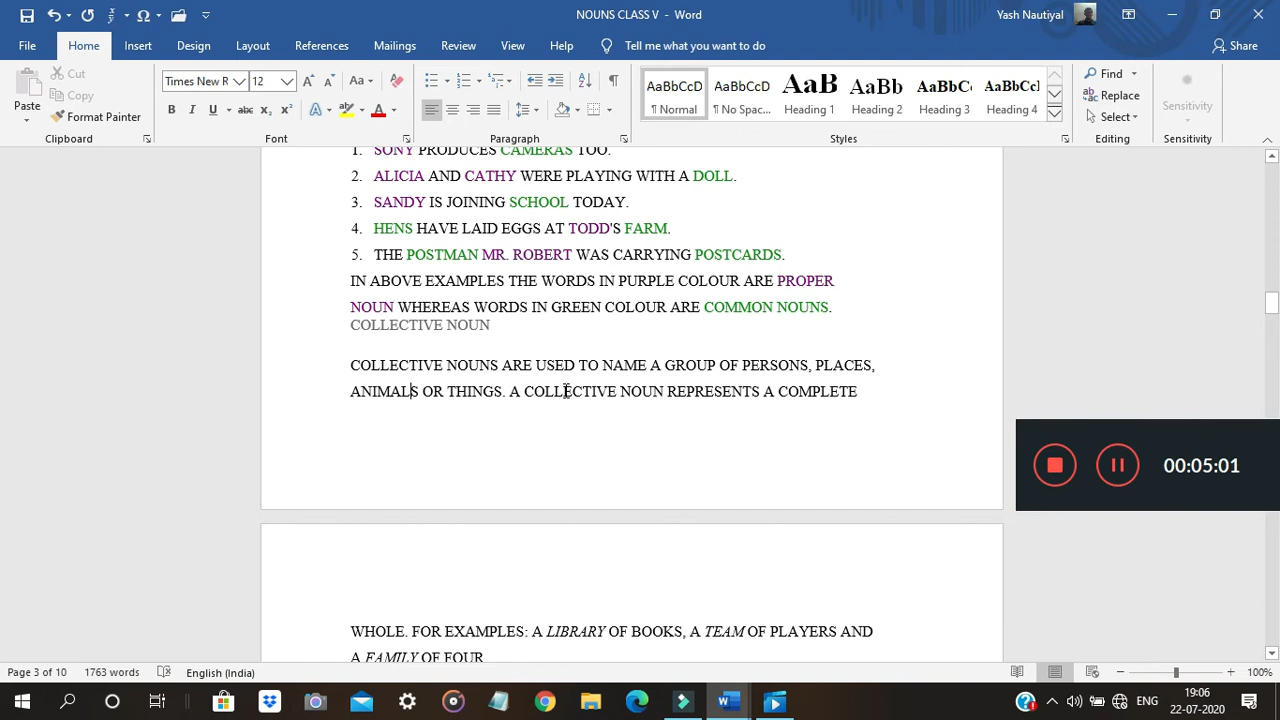 NOUNS CLASS V - Word
Yash Nautiyal
File Home Insert Design Layout References Mailings Review View Help Tell me what you want to do Share
Paste
Cut
Copy
Format Painter
Clipboard
Times New R 12
Font
Paragraph
AaBbCcD AaBbCcD AaB AaBb AaBbCc AaBbCcI
¶ Normal ¶ No Spac... Heading 1 Heading 2 Heading 3 Heading 4
Styles
Find
Replace
Select
Editing
Sensitivity
Sensitivity
1. SONY PRODUCES CAMERAS TOO.
2. ALICIA AND CATHY WERE PLAYING WITH A DOLL.
3. SANDY IS JOINING SCHOOL TODAY.
4. HENS HAVE LAID EGGS AT TODD'S FARM.
5. THE POSTMAN MR. ROBERT WAS CARRYING POSTCARDS.
IN ABOVE EXAMPLES THE WORDS IN PURPLE COLOUR ARE PROPER
NOUN WHEREAS WORDS IN GREEN COLOUR ARE COMMON NOUNS.
COLLECTIVE NOUN
COLLECTIVE NOUNS ARE USED TO NAME A GROUP OF PERSONS, PLACES,
ANIMALS OR THINGS. A COLLECTIVE NOUN REPRESENTS A COMPLETE
00:05:01
WHOLE. FOR EXAMPLES: A LIBRARY OF BOOKS, A TEAM OF PLAYERS AND
A FAMILY OF FOUR
Page 3 of 10 1763 words English (India) 100%
ENG
19:06
22-07-2020